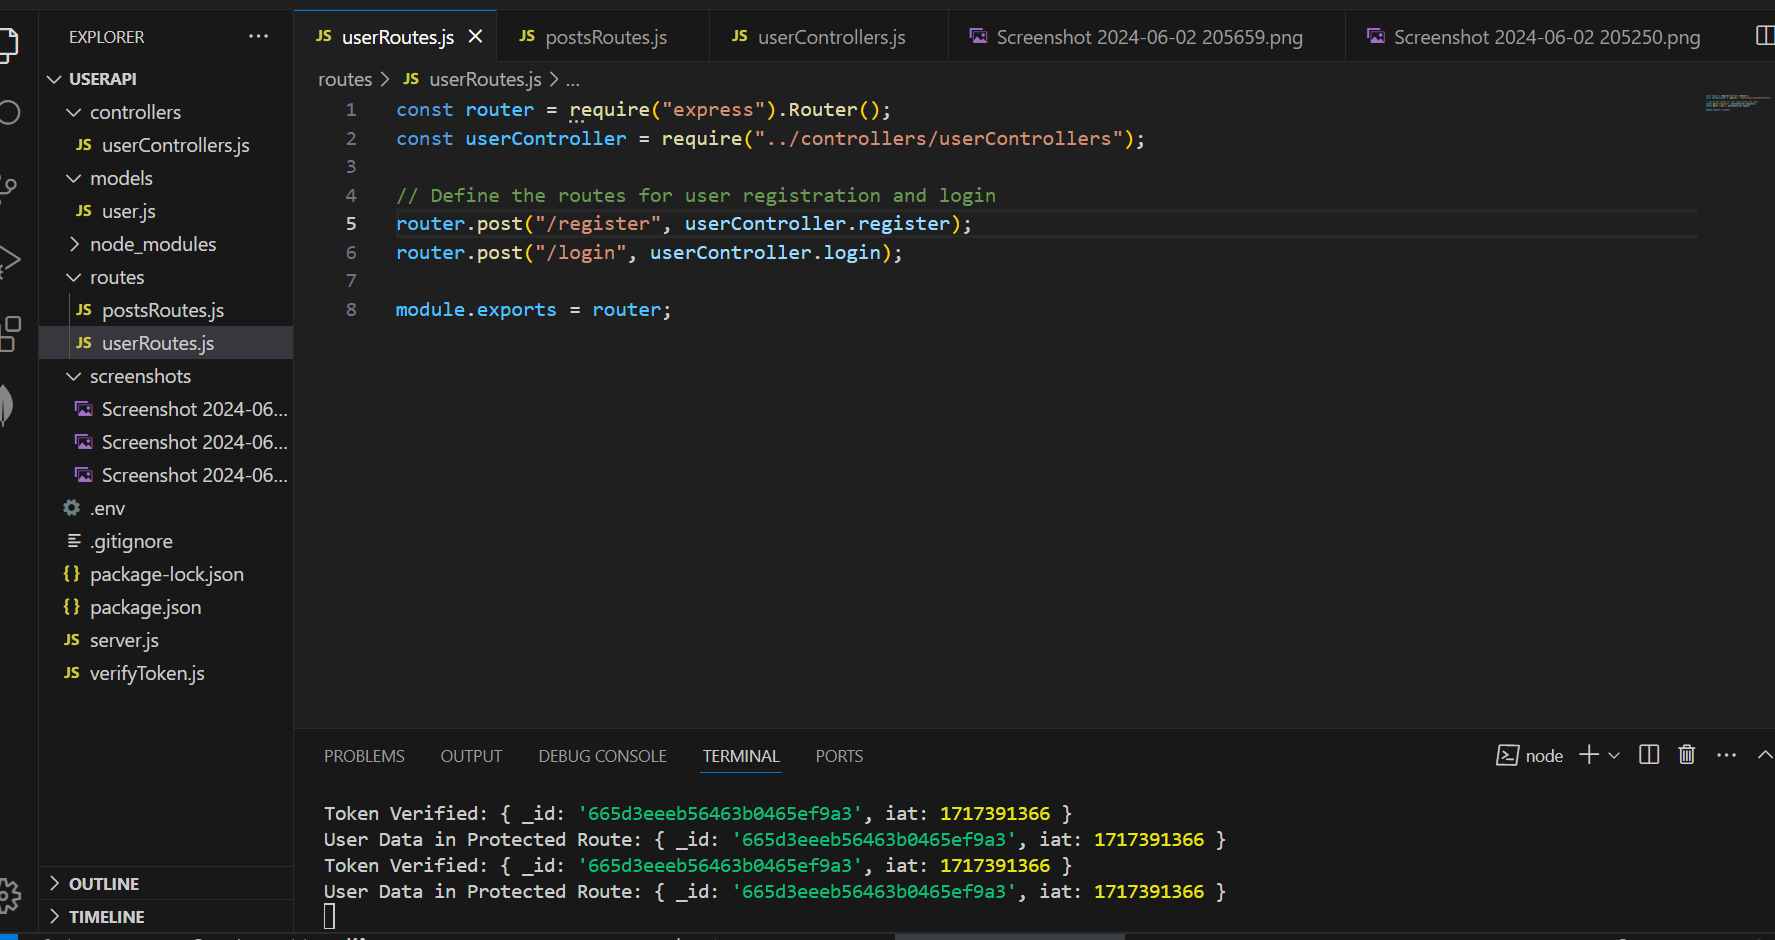 EXPLORER
USERAPI
controllers
JS userControllers.js
models
JS user.js
node_modules
routes
JS postsRoutes.js
JS userRoutes.js
screenshots
Screenshot 2024-06...
Screenshot 2024-06...
Screenshot 2024-06...
.env
.gitignore
{} package-lock.json
{} package.json
JS server.js
JS verifyToken.js
OUTLINE
TIMELINE
JS userRoutes.js JS postsRoutes.js JS userControllers.js Screenshot 2024-06-02 205659.png Screenshot 2024-06-02 205250.png
routes > JS userRoutes.js > ...
1 const router = require("express").Router();
2 const userController = require("../controllers/userControllers");
3
4 // Define the routes for user registration and login
5 router.post("/register", userController.register);
6 router.post("/login", userController.login);
7
8 module.exports = router;
PROBLEMS OUTPUT DEBUG CONSOLE TERMINAL PORTS node
Token Verified: { _id: '665d3eeeb56463b0465ef9a3', iat: 1717391366 }
User Data in Protected Route: { _id: '665d3eeeb56463b0465ef9a3', iat: 1717391366 }
Token Verified: { _id: '665d3eeeb56463b0465ef9a3', iat: 1717391366 }
User Data in Protected Route: { _id: '665d3eeeb56463b0465ef9a3', iat: 1717391366 }